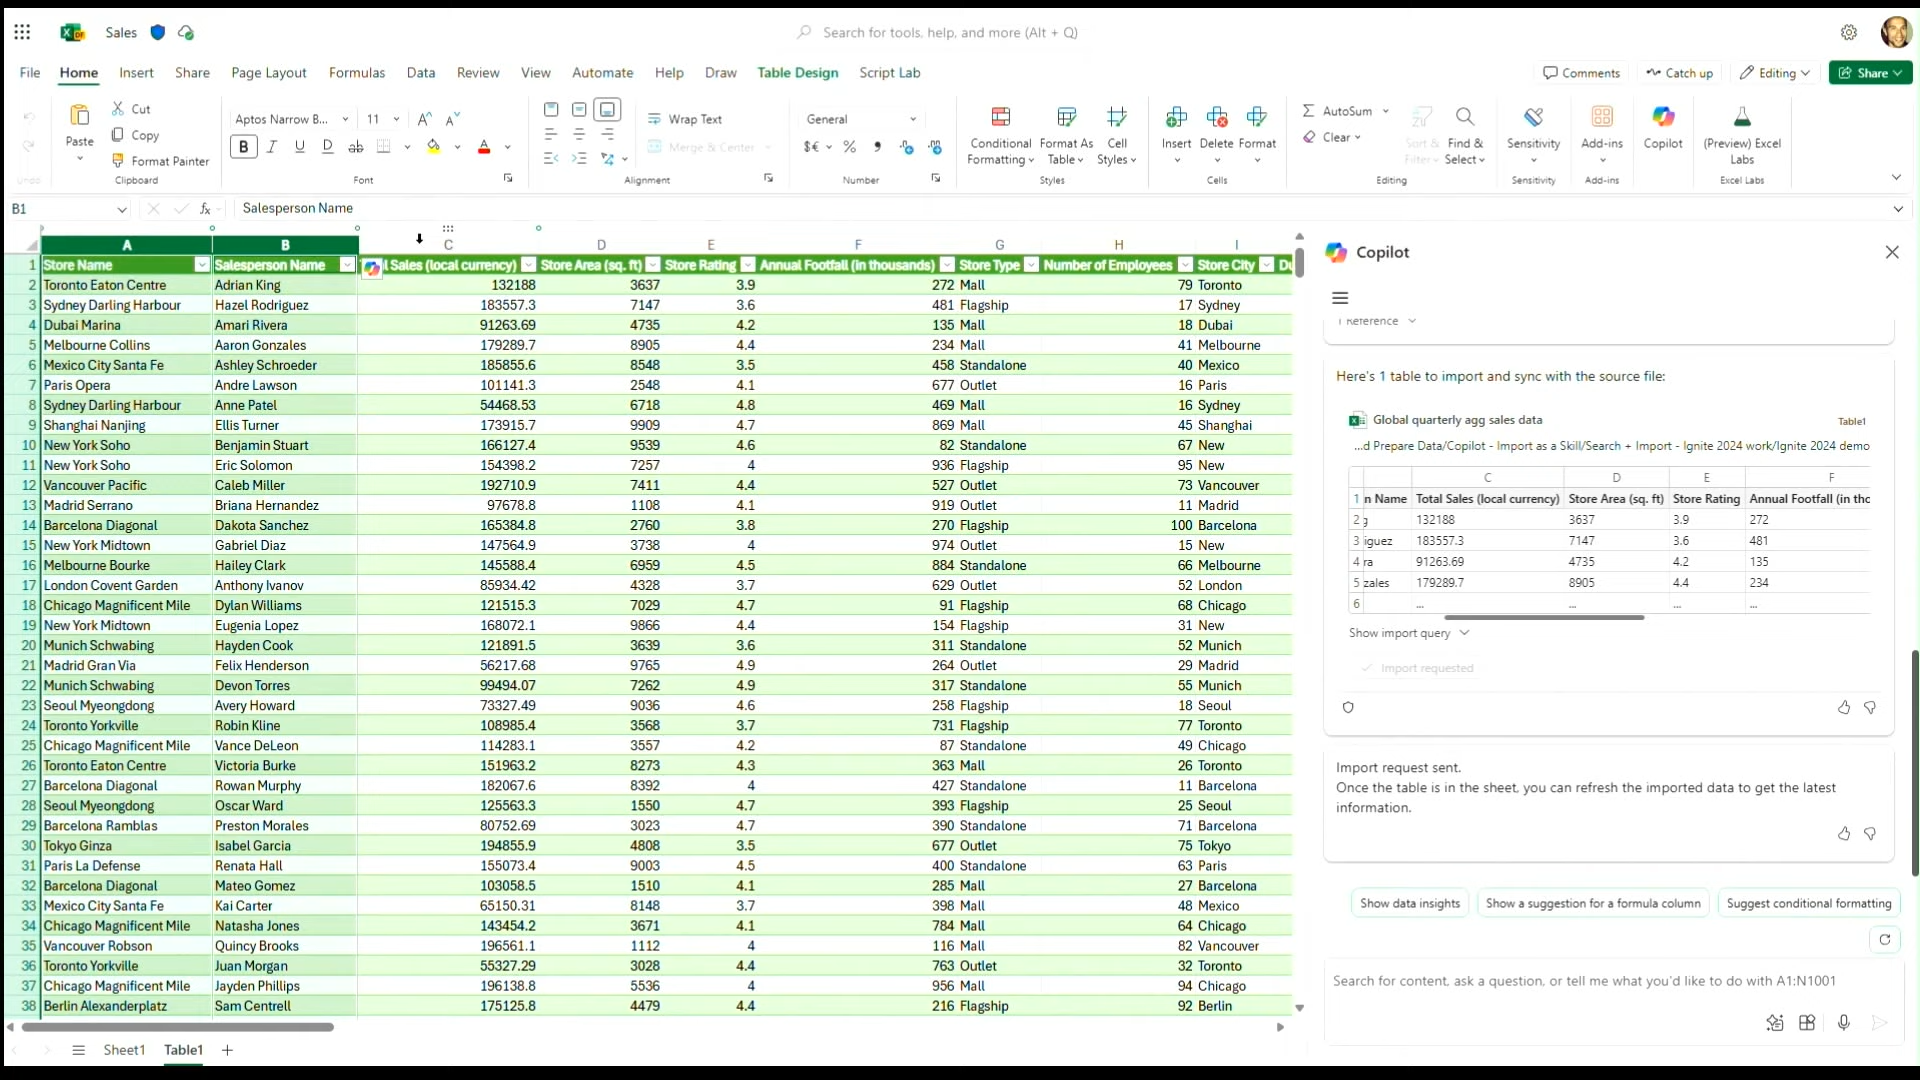 Sales
Search for tools, help, and more (Alt + Q)
File Home Insert Share Page Layout Formulas Data Review View Automate Help Draw Table Design Script Lab
Comments Catch up Editing Share
Paste Cut Copy Format Painter
Aptos Narrow B... 11
Wrap Text
Merge & Center
General
Conditional Formatting Format As Table Cell Styles
Insert Delete Format
AutoSum
Clear
Sort & Filter Find & Select
Sensitivity Add-ins Copilot (Preview) Excel Labs
Undo Clipboard Font Alignment Number Styles Cells Editing Sensitivity Add-ins Excel Labs
B1 fx Salesperson Name
A B C D E F G H I
1 Store Name Salesperson Name l Sales (local currency) Store Area (sq. ft) Store Rating Annual Footfall (in thousands) Store Type Number of Employees Store City
2 Toronto Eaton Centre Adrian King 132188 3637 3.9 272 Mall 79 Toronto
3 Sydney Darling Harbour Hazel Rodriguez 183557.3 7147 3.6 481 Flagship 17 Sydney
4 Dubai Marina Amari Rivera 91263.69 4735 4.2 135 Mall 18 Dubai
5 Melbourne Collins Aaron Gonzales 179289.7 8905 4.4 234 Mall 41 Melbourne
6 Mexico City Santa Fe Ashley Schroeder 185855.6 8548 3.5 458 Standalone 40 Mexico
7 Paris Opera Andre Lawson 101141.3 2548 4.1 677 Outlet 16 Paris
8 Sydney Darling Harbour Anne Patel 54468.53 6718 4.8 469 Mall 16 Sydney
9 Shanghai Nanjing Ellis Turner 173915.7 9909 4.7 869 Mall 45 Shanghai
10 New York Soho Benjamin Stuart 166127.4 9539 4.6 82 Standalone 67 New
11 New York Soho Eric Solomon 154398.2 7257 4 936 Flagship 95 New
12 Vancouver Pacific Caleb Miller 192710.9 7411 4.4 527 Outlet 73 Vancouver
13 Madrid Serrano Briana Hernandez 97678.8 1108 4.1 919 Outlet 11 Madrid
14 Barcelona Diagonal Dakota Sanchez 165384.8 2760 3.8 270 Flagship 100 Barcelona
15 New York Midtown Gabriel Diaz 147564.9 3738 4 974 Outlet 15 New
16 Melbourne Bourke Hailey Clark 145588.4 6959 4.5 884 Standalone 66 Melbourne
17 London Covent Garden Anthony Ivanov 85934.42 4328 3.7 629 Outlet 52 London
18 Chicago Magnificent Mile Dylan Williams 121515.3 7029 4.7 91 Flagship 68 Chicago
19 New York Midtown Eugenia Lopez 168072.1 9866 4.4 154 Flagship 31 New
20 Munich Schwabing Hayden Cook 121891.5 3639 3.6 311 Standalone 52 Munich
21 Madrid Gran Via Felix Henderson 56217.68 9765 4.9 264 Outlet 29 Madrid
22 Munich Schwabing Devon Torres 99494.07 7262 4.9 317 Standalone 55 Munich
23 Seoul Myeongdong Avery Howard 73327.49 9036 4.6 258 Flagship 18 Seoul
24 Toronto Yorkville Robin Kline 108985.4 3568 3.7 731 Flagship 77 Toronto
25 Chicago Magnificent Mile Vance DeLeon 114283.1 3557 4.2 87 Standalone 49 Chicago
26 Toronto Eaton Centre Victoria Burke 151963.2 8273 4.3 363 Mall 26 Toronto
27 Barcelona Diagonal Rowan Murphy 182067.6 8392 4 427 Standalone 11 Barcelona
28 Seoul Myeongdong Oscar Ward 125563.3 1550 4.7 393 Flagship 25 Seoul
29 Barcelona Ramblas Preston Morales 80752.69 3023 4.7 390 Standalone 71 Barcelona
30 Tokyo Ginza Isabel Garcia 194855.9 4808 3.5 677 Outlet 75 Tokyo
31 Paris La Defense Renata Hall 155073.4 9003 4.5 400 Standalone 63 Paris
32 Barcelona Diagonal Mateo Gomez 103058.5 1510 4.1 285 Mall 27 Barcelona
33 Mexico City Santa Fe Kai Carter 65150.31 8148 3.7 398 Mall 48 Mexico
34 Chicago Magnificent Mile Natasha Jones 143454.2 3671 4.1 784 Mall 64 Chicago
35 Vancouver Robson Quincy Brooks 196561.1 1112 4 116 Mall 82 Vancouver
36 Toronto Yorkville Juan Morgan 55327.29 3028 4.4 763 Outlet 32 Toronto
37 Chicago Magnificent Mile Jayden Phillips 196138.8 5536 4 956 Mall 94 Chicago
38 Berlin Alexanderplatz Sam Centrell 175125.8 4479 4.4 216 Flagship 92 Berlin
Sheet1 Table1
Copilot
1 Reference
Here's 1 table to import and sync with the source file:
Global quarterly agg sales data Table1
...d Prepare Data/Copilot - Import as a Skill/Search + Import - Ignite 2024 work/Ignite 2024 demo
C D E F
1 n Name Total Sales (local currency) Store Area (sq. ft) Store Rating Annual Footfall (in thc
2 g 132188 3637 3.9 272
3 iguez 183557.3 7147 3.6 481
4 ra 91263.69 4735 4.2 135
5 zales 179289.7 8905 4.4 234
6 ... ... ... ...
Show import query
Import requested
Import request sent.
Once the table is in the sheet, you can refresh the imported data to get the latest
information.
Show data insights Show a suggestion for a formula column Suggest conditional formatting
Search for content, ask a question, or tell me what you'd like to do with A1:N1001